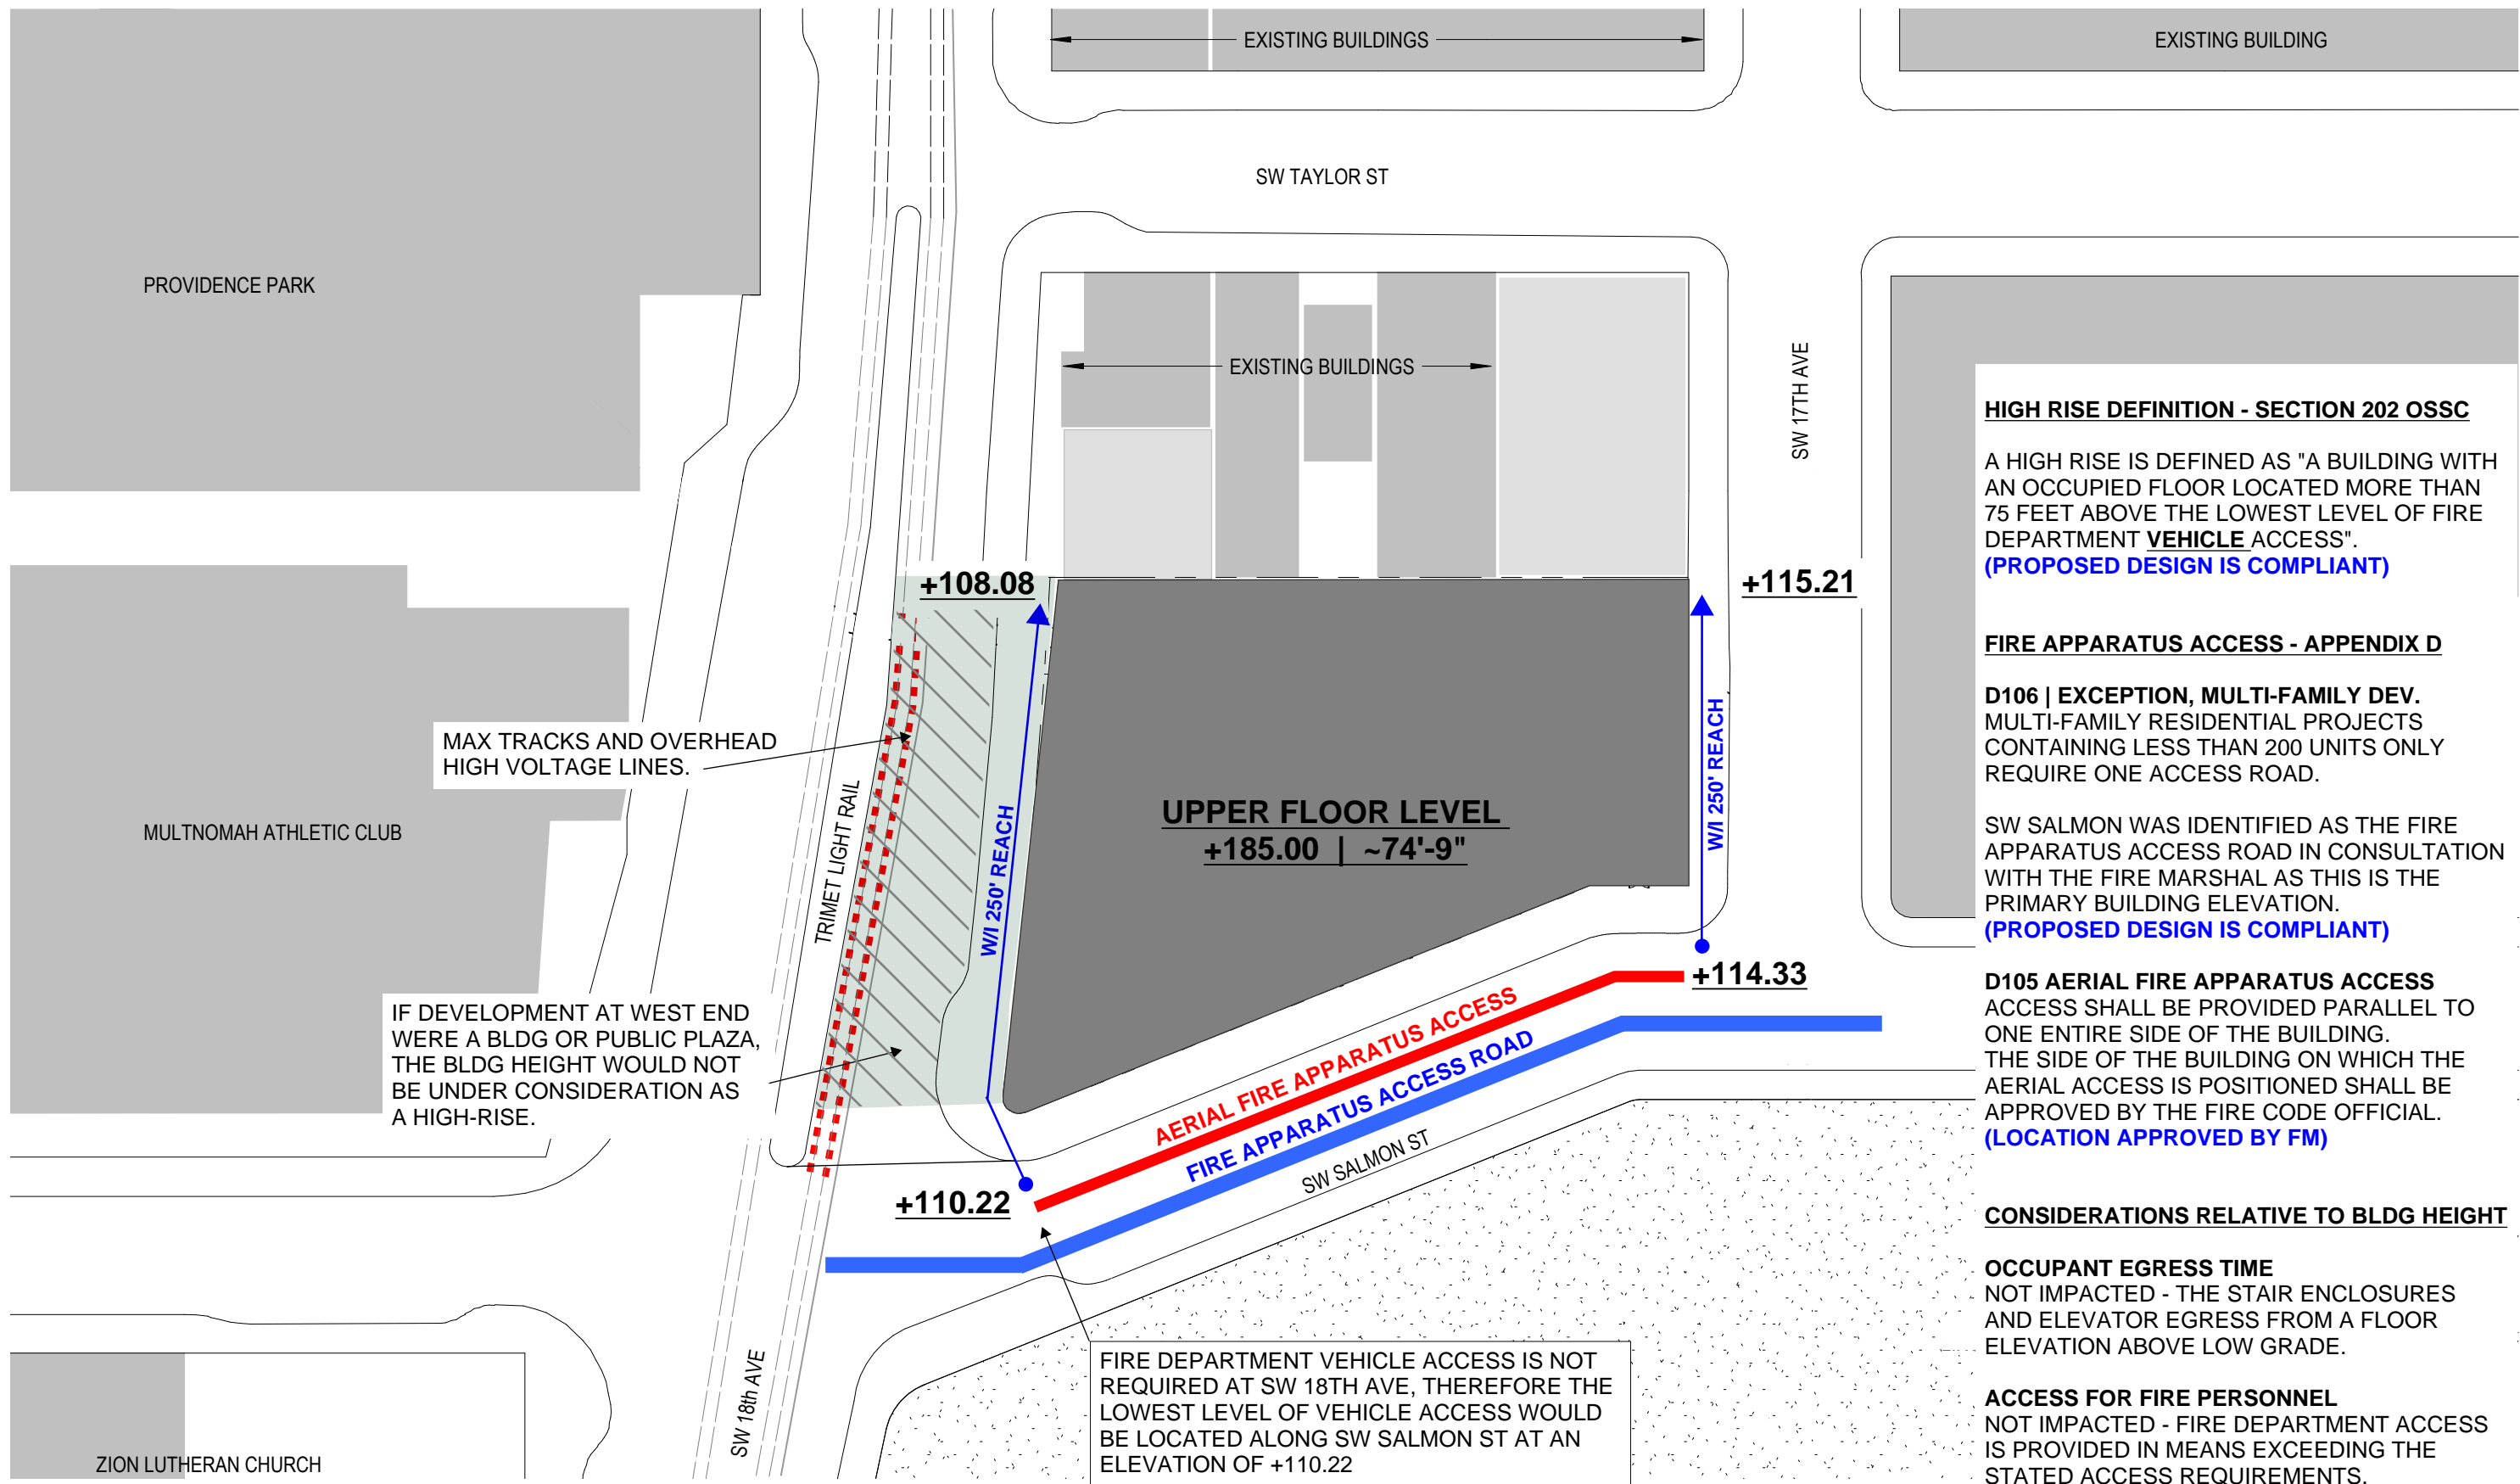 EXISTING BUILDINGS
EXISTING BUILDING
SW TAYLOR ST
PROVIDENCE PARK
EXISTING BUILDINGS
SW 17TH AVE
+108.08
+115.21
MAX TRACKS AND OVERHEAD
HIGH VOLTAGE LINES.
TRIMET LIGHT RAIL
W/I 250' REACH
W/I 250' REACH
UPPER FLOOR LEVEL
+185.00 | ~74'-9"
MULTNOMAH ATHLETIC CLUB
IF DEVELOPMENT AT WEST END
WERE A BLDG OR PUBLIC PLAZA,
THE BLDG HEIGHT WOULD NOT
BE UNDER CONSIDERATION AS
A HIGH-RISE.
+114.33
AERIAL FIRE APPARATUS ACCESS
FIRE APPARATUS ACCESS ROAD
SW SALMON ST
+110.22
SW 18th AVE
FIRE DEPARTMENT VEHICLE ACCESS IS NOT
REQUIRED AT SW 18TH AVE, THEREFORE THE
LOWEST LEVEL OF VEHICLE ACCESS WOULD
BE LOCATED ALONG SW SALMON ST AT AN
ELEVATION OF +110.22
ZION LUTHERAN CHURCH
HIGH RISE DEFINITION - SECTION 202 OSSC
A HIGH RISE IS DEFINED AS "A BUILDING WITH
AN OCCUPIED FLOOR LOCATED MORE THAN
75 FEET ABOVE THE LOWEST LEVEL OF FIRE
DEPARTMENT VEHICLE ACCESS".
(PROPOSED DESIGN IS COMPLIANT)
FIRE APPARATUS ACCESS - APPENDIX D
D106 | EXCEPTION, MULTI-FAMILY DEV.
MULTI-FAMILY RESIDENTIAL PROJECTS
CONTAINING LESS THAN 200 UNITS ONLY
REQUIRE ONE ACCESS ROAD.
SW SALMON WAS IDENTIFIED AS THE FIRE
APPARATUS ACCESS ROAD IN CONSULTATION
WITH THE FIRE MARSHAL AS THIS IS THE
PRIMARY BUILDING ELEVATION.
(PROPOSED DESIGN IS COMPLIANT)
D105 AERIAL FIRE APPARATUS ACCESS
ACCESS SHALL BE PROVIDED PARALLEL TO
ONE ENTIRE SIDE OF THE BUILDING.
THE SIDE OF THE BUILDING ON WHICH THE
AERIAL ACCESS IS POSITIONED SHALL BE
APPROVED BY THE FIRE CODE OFFICIAL.
(LOCATION APPROVED BY FM)
CONSIDERATIONS RELATIVE TO BLDG HEIGHT
OCCUPANT EGRESS TIME
NOT IMPACTED - THE STAIR ENCLOSURES
AND ELEVATOR EGRESS FROM A FLOOR
ELEVATION ABOVE LOW GRADE.
ACCESS FOR FIRE PERSONNEL
NOT IMPACTED - FIRE DEPARTMENT ACCESS
IS PROVIDED IN MEANS EXCEEDING THE
STATED ACCESS REQUIREMENTS.